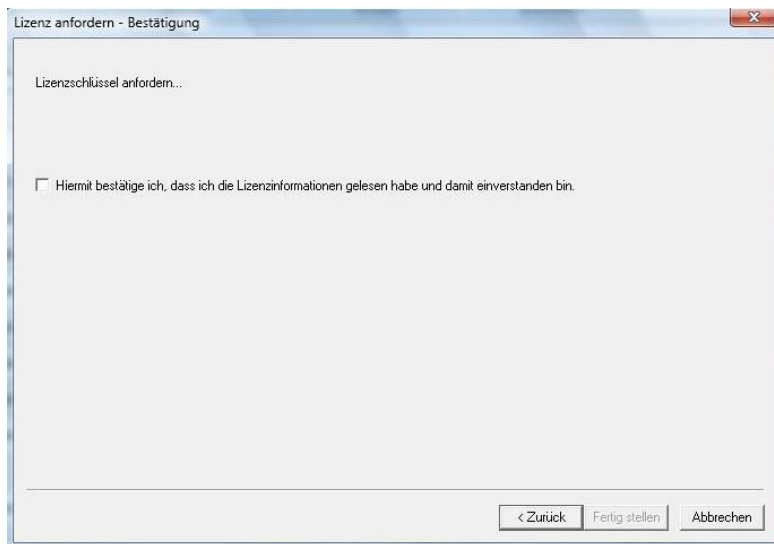 Lizenz anfordern - Bestätigung
Lizenzschlüssel anfordern...
Hiermit bestätige ich, dass ich die Lizenzinformationen gelesen habe und damit einverstanden bin.
< Zurück Fertig stellen Abbrechen